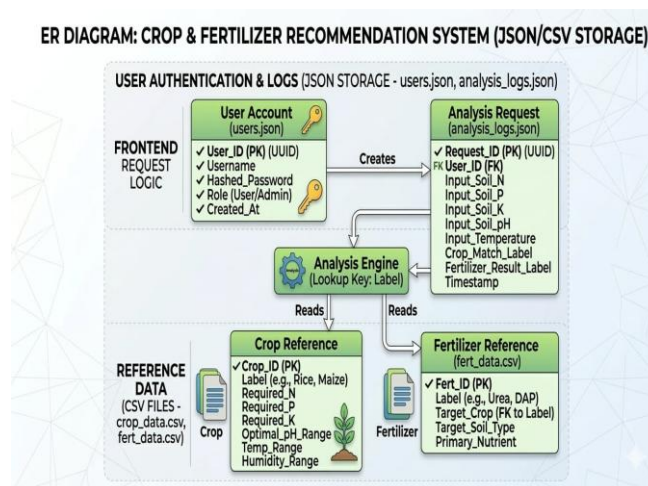 ER DIAGRAM: CROP & FERTILIZER RECOMMENDATION SYSTEM (JSON/CSV STORAGE)
USER AUTHENTICATION & LOGS (JSON STORAGE - users.json, analysis_logs.json)
FRONTEND
REQUEST
LOGIC
User Account
(users.json)
✓ User_ID (PK) (UUID)
✓ Username
✓ Hashed_Password
✓ Role (User/Admin)
✓ Created_At
Creates
Analysis Request
(analysis_logs.json)
✓ Request_ID (PK) (UUID)
FK User_ID (FK)
Input_Soil_N
Input_Soil_P
Input_Soil_K
Input_Soil_pH
Input_Temperature
Crop_Match_Label
Fertilizer_Result_Label
Timestamp
Analysis Engine
(Lookup Key: Label)
Reads
Reads
REFERENCE
DATA
(CSV FILES -
crop_data.csv,
fert_data.csv)
Crop
Crop Reference
✓ Crop_ID (PK)
Label (e.g., Rice, Maize)
Required_N
Required_P
Required_K
Optimal_pH_Range
Temp_Range
Humidity_Range
Fertilizer
Fertilizer Reference
(fert_data.csv)
✓ Fert_ID (PK)
Label (e.g., Urea, DAP)
Target_Crop (FK to Label)
Target_Soil_Type
Primary_Nutrient